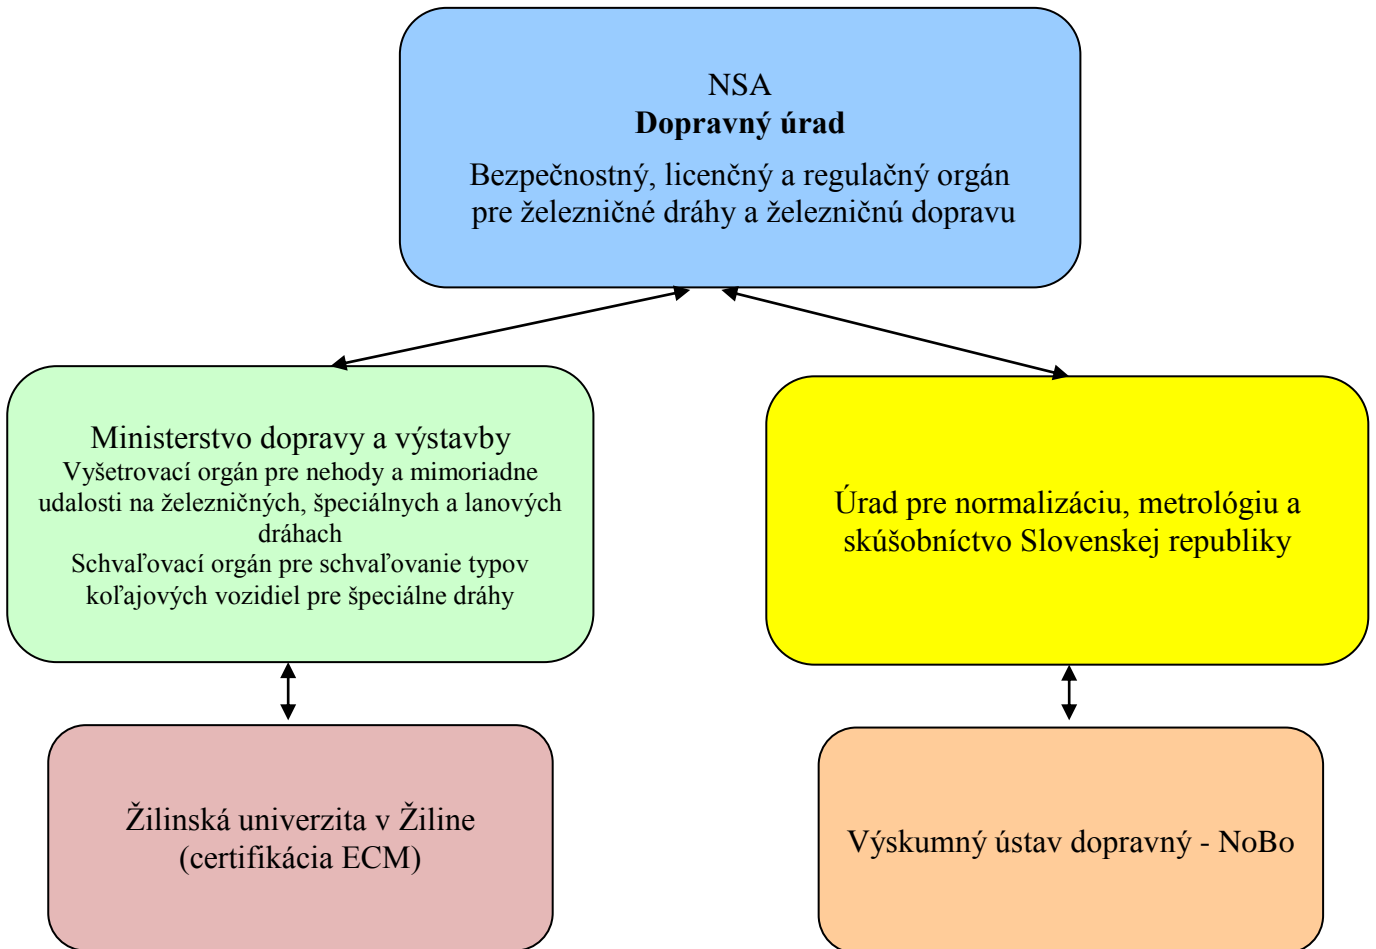 NSA
Dopravný úrad
Bezpečnostný, licenčný a regulačný orgán
pre železničné dráhy a železničnú dopravu
Ministerstvo dopravy a výstavby
Vyšetrovací orgán pre nehody a mimoriadne
udalosti na železničných, špeciálnych a lanových
dráhach
Schvaľovací orgán pre schvaľovanie typov
koľajových vozidiel pre špeciálne dráhy
Úrad pre normalizáciu, metrológiu a
skúšobníctvo Slovenskej republiky
Žilinská univerzita v Žiline
(certifikácia ECM)
Výskumný ústav dopravný - NoBo